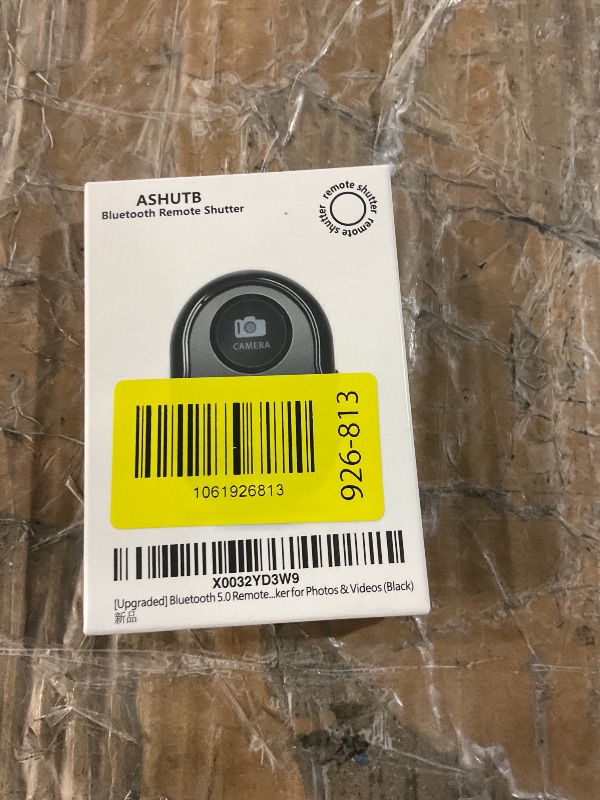 ASHUTB
Bluetooth Remote Shutter
remote shutter remote shutter
CAMERA
1061926813
926-813
X0032YD3W9
[Upgraded] Bluetooth 5.0 Remote...ker for Photos & Videos (Black)
新品